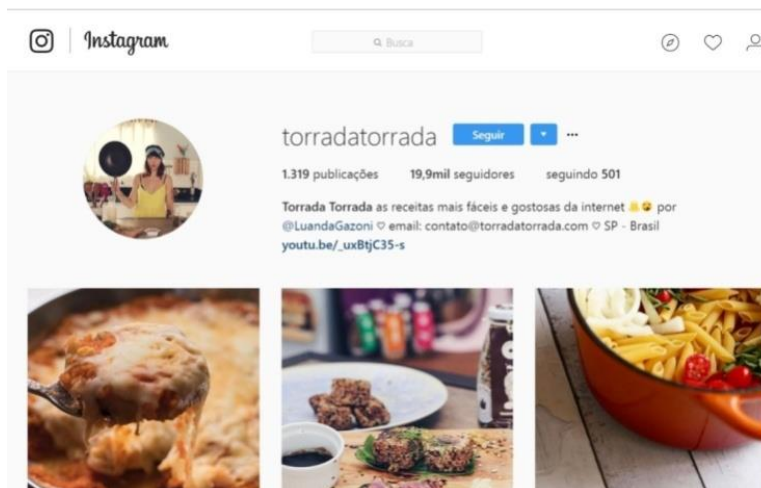 Instagram
Busca
torradatorrada Seguir
1.319 publicações 19,9mil seguidores seguindo 501
Torrada Torrada as receitas mais fáceis e gostosas da internet por
@LuandaGazoni ♡ email: contato@torradatorrada.com ♡ SP - Brasil
youtu.be/_uxBtjC35-s